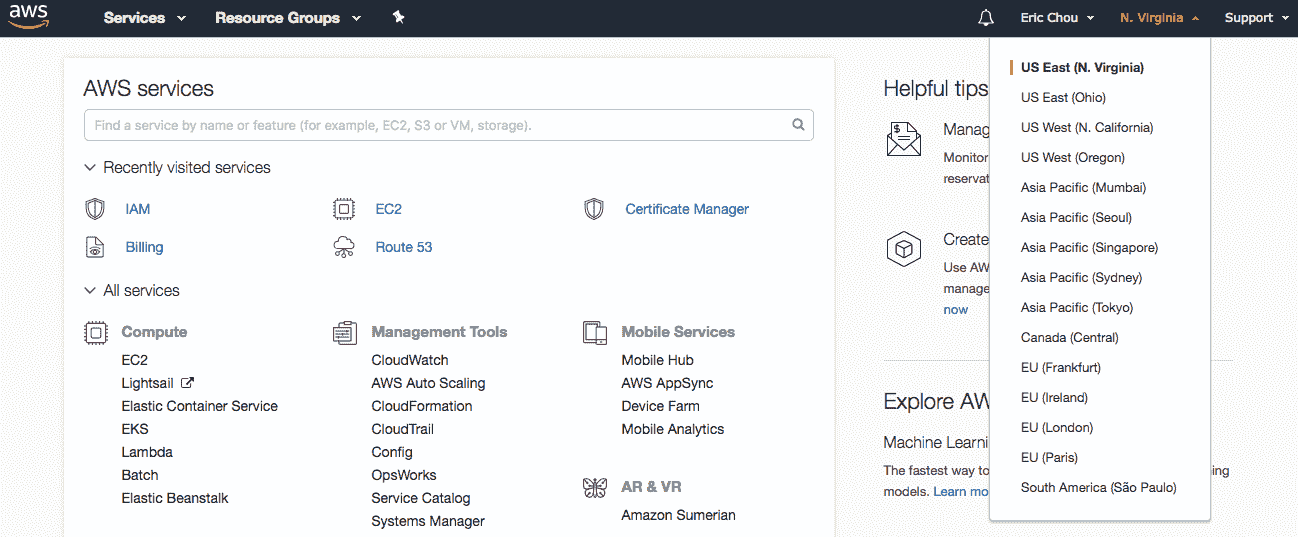 aws
Services
Resource Groups
Eric Chou
N. Virginia
Support
AWS services
Find a service by name or feature (for example, EC2, S3 or VM, storage).
Recently visited services
IAM
EC2
Certificate Manager
Billing
Route 53
All services
Compute
EC2
Lightsail
Elastic Container Service
EKS
Lambda
Batch
Elastic Beanstalk
Management Tools
CloudWatch
AWS Auto Scaling
CloudFormation
CloudTrail
Config
OpsWorks
Service Catalog
Systems Manager
Mobile Services
Mobile Hub
AWS AppSync
Device Farm
Mobile Analytics
AR & VR
Amazon Sumerian
Helpful tips
Manag
Monitor
reservat
Create
Use AW
manage
now
Explore AW
Machine Learni
The fastest way to ing
models. Learn mo
US East (N. Virginia)
US East (Ohio)
US West (N. California)
US West (Oregon)
Asia Pacific (Mumbai)
Asia Pacific (Seoul)
Asia Pacific (Singapore)
Asia Pacific (Sydney)
Asia Pacific (Tokyo)
Canada (Central)
EU (Frankfurt)
EU (Ireland)
EU (London)
EU (Paris)
South America (São Paulo)